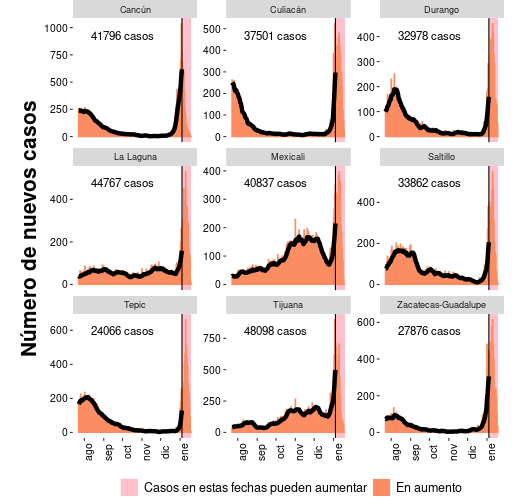 Cancún
Culiacán
Durango
41796 casos
37501 casos
32978 casos
1000
750
500
250
0
500
400
300
200
100
0
400
300
200
100
0
La Laguna
Mexicali
Saltillo
44767 casos
40837 casos
33862 casos
400
200
0
400
300
200
100
0
400
200
0
Tepic
Tijuana
Zacatecas-Guadalupe
24066 casos
48098 casos
27876 casos
600
400
200
0
750
500
250
0
600
400
200
0
ago sep oct nov dic ene
ago sep oct nov dic ene
ago sep oct nov dic ene
Número de nuevos casos
Casos en estas fechas pueden aumentar
En aumento